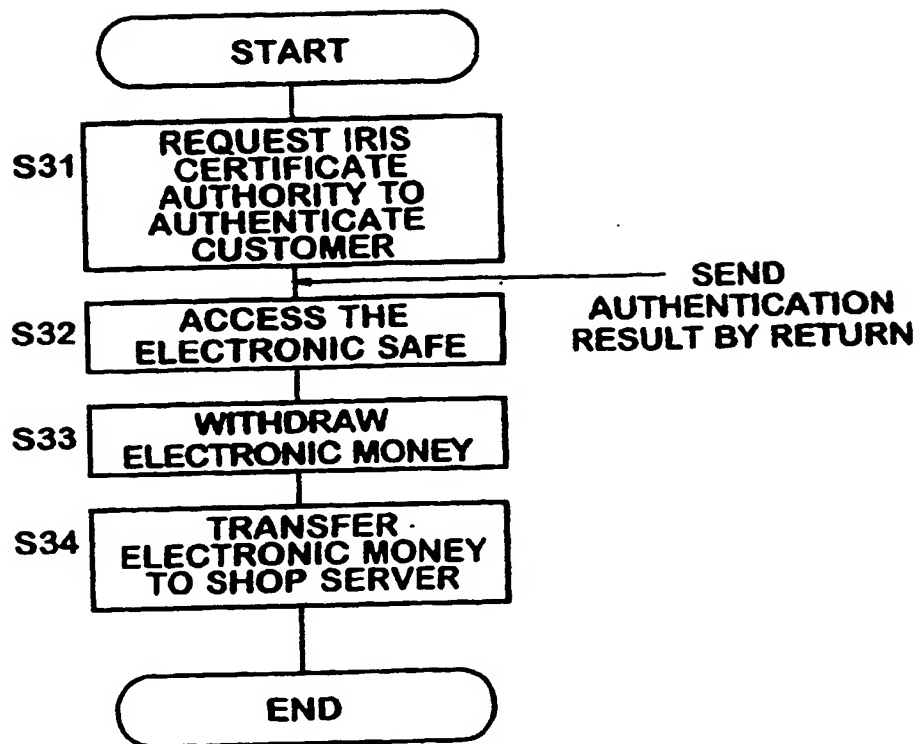 START
S31
REQUEST IRIS
CERTIFICATE
AUTHORITY TO
AUTHENTICATE
CUSTOMER
SEND
AUTHENTICATION
RESULT BY RETURN
S32
ACCESS THE
ELECTRONIC SAFE
S33
WITHDRAW
ELECTRONIC MONEY
S34
TRANSFER
ELECTRONIC MONEY
TO SHOP SERVER
END